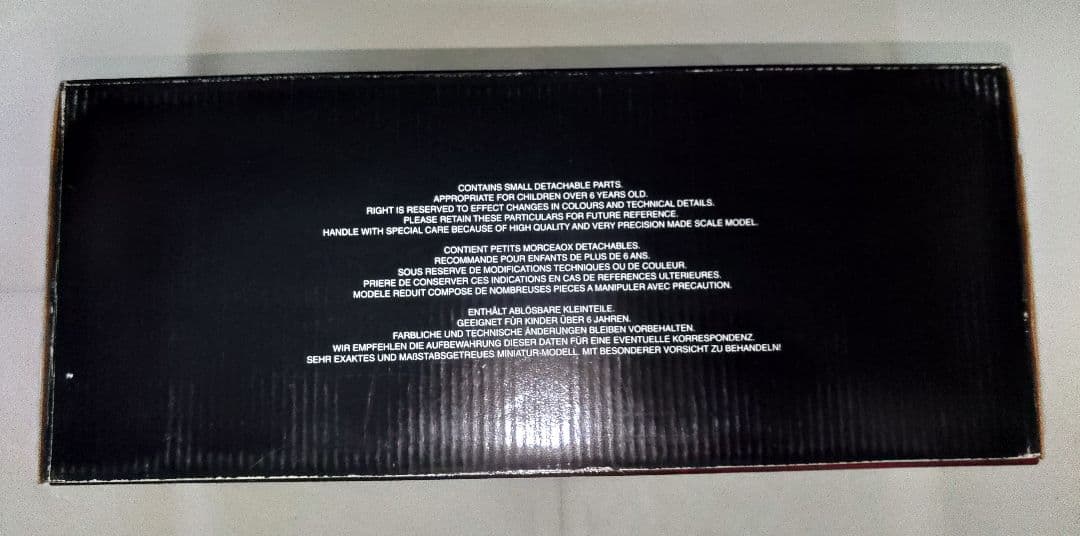 CONTAINS SMALL DETACHABLE PARTS.
APPROPRIATE FOR CHILDREN OVER 6 YEARS OLD.
RIGHT IS RESERVED TO EFFECT CHANGES IN COLOURS AND TECHNICAL DETAILS.
PLEASE RETAIN THESE PARTICULARS FOR FUTURE REFERENCE.
HANDLE WITH SPECIAL CARE BECAUSE OF HIGH QUALITY AND VERY PRECISION MADE SCALE MODEL.
CONTIENT PETITS MORCEAOX DETACHABLES.
RECOMMANDE POUR ENFANTS DE PLUS DE 6 ANS.
SOUS RESERVE DE MODIFICATIONS TECHNIQUES OU DE COULEUR.
PRIERE DE CONSERVER CES INDICATIONS EN CAS DE REFERENCES ULTERIEURES.
MODELE REDUIT COMPOSE DE NOMBREUSES PIECES A MANIPULER AVEC PRECAUTION.
ENTHÄLT ABLÖSBARE KLEINTEILE.
GEEIGNET FÜR KINDER ÜBER 6 JAHREN.
FARBLICHE UND TECHNISCHE ÄNDERUNGEN BLEIBEN VORBEHALTEN.
WIR EMPFEHLEN DIE AUFBEWAHRUNG DIESER DATEN FÜR EINE EVENTUELLE KORRESPONDENZ.
SEHR EXAKTES UND MAßSTABSGETREUES MINIATUR-MODELL. MIT BESONDERER VORSICHT ZU BEHANDELN!